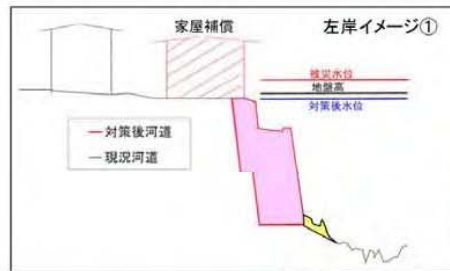 家屋補償
左岸イメージ①
被災水位
地盤高
対策後水位
対策後河道
現況河道